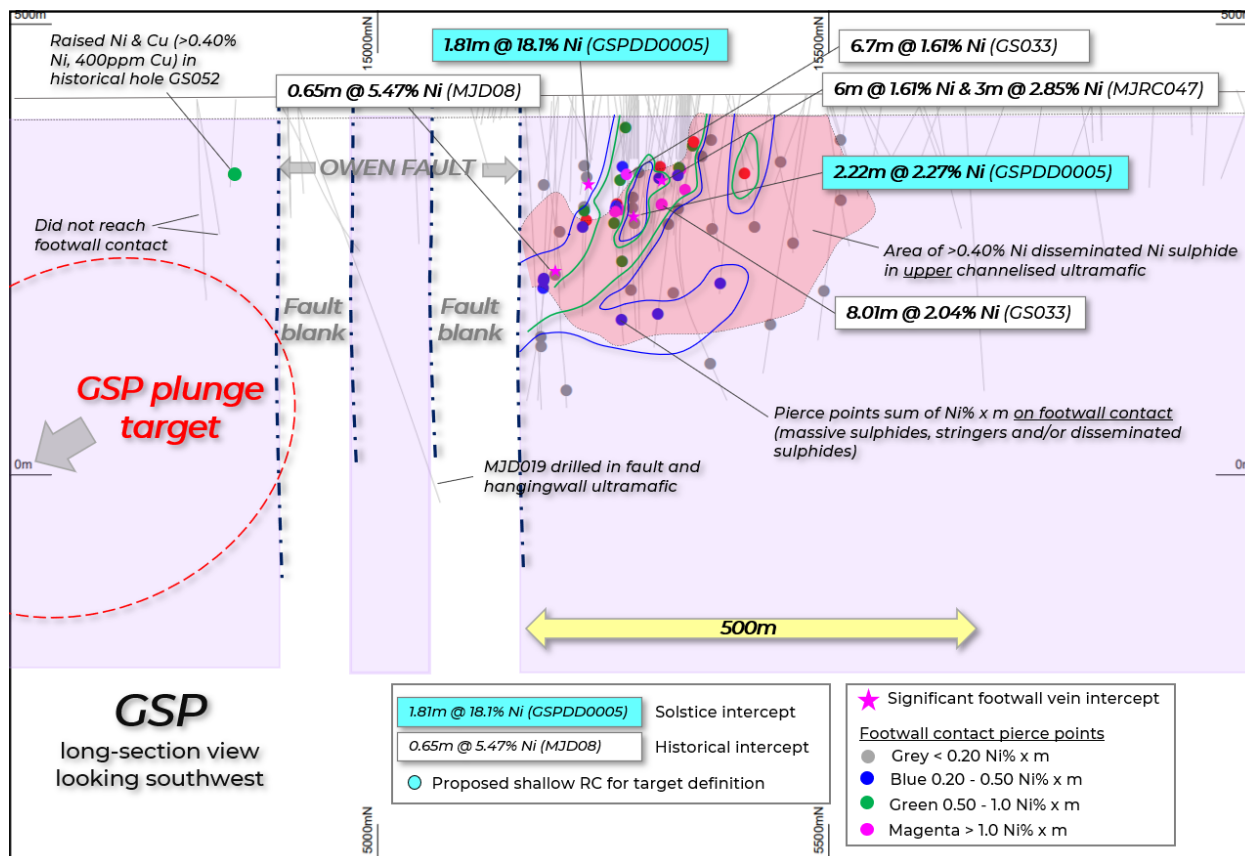 500m
15000mN
15500mN
500m
Raised Ni & Cu (>0.40%
Ni, 400ppm Cu) in
historical hole GS052
1.81m @ 18.1% Ni (GSPDD0005)
6.7m @ 1.61% Ni (GS033)
0.65m @ 5.47% Ni (MJD08)
6m @ 1.61% Ni & 3m @ 2.85% Ni (MJRC047)
OWEN FAULT
2.22m @ 2.27% Ni (GSPDD0005)
Did not reach
footwall contact
Area of >0.40% Ni disseminated Ni sulphide
in upper channelised ultramafic
Fault
blank
Fault
blank
8.01m @ 2.04% Ni (GS033)
GSP plunge
target
Pierce points sum of Ni% x m on footwall contact
(massive sulphides, stringers and/or disseminated
sulphides)
0m
MJD019 drilled in fault and
hangingwall ultramafic
500m
GSP
long-section view
looking southwest
1.81m @ 18.1% Ni (GSPDD0005)
Solstice intercept
0.65m @ 5.47% Ni (MJD08)
Historical intercept
Proposed shallow RC for target definition
Significant footwall vein intercept
Footwall contact pierce points
Grey < 0.20 Ni% x m
Blue 0.20 - 0.50 Ni% x m
Green 0.50 - 1.0 Ni% x m
Magenta > 1.0 Ni% x m